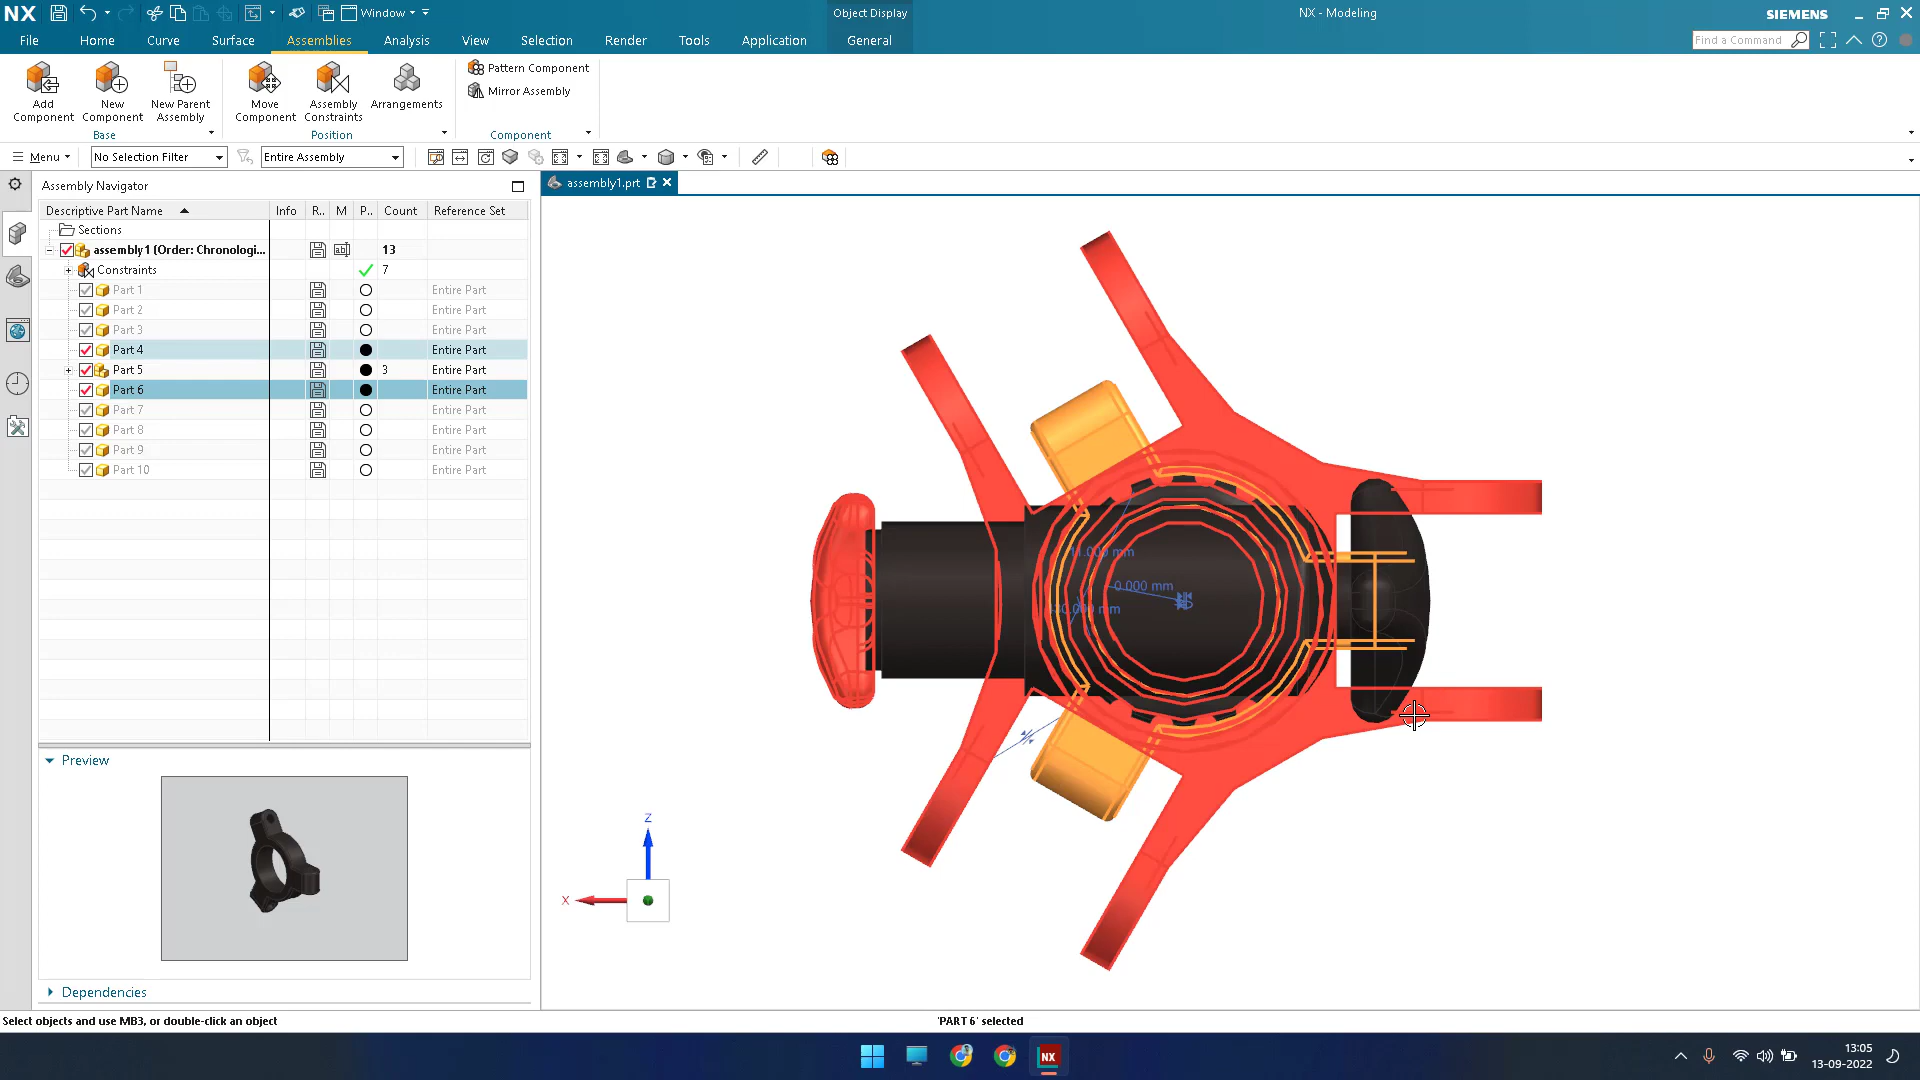 NX
Window
Object Display
NX - Modeling
SIEMENS
File
Home
Curve
Surface
Assemblies
Analysis
View
Selection
Render
Tools
Application
General
Find a Command
Add Component
New Component
New Parent Assembly
Base
Move Component
Assembly Constraints
Arrangements
Position
Pattern Component
Mirror Assembly
Component
Menu
No Selection Filter
Entire Assembly
Assembly Navigator
assembly1.prt
Descriptive Part Name
Info
R..
M
P..
Count
Reference Set
Sections
assembly1 (Order: Chronologi...
13
Constraints
7
Part 1
Entire Part
Part 2
Entire Part
Part 3
Entire Part
Part 4
Entire Part
Part 5
3
Entire Part
Part 6
Entire Part
Part 7
Entire Part
Part 8
Entire Part
Part 9
Entire Part
Part 10
Entire Part
0.000 mm
Z
X
Preview
Dependencies
Select objects and use MB3, or double-click an object
'PART 6' selected
NX
13:05
13-09-2022